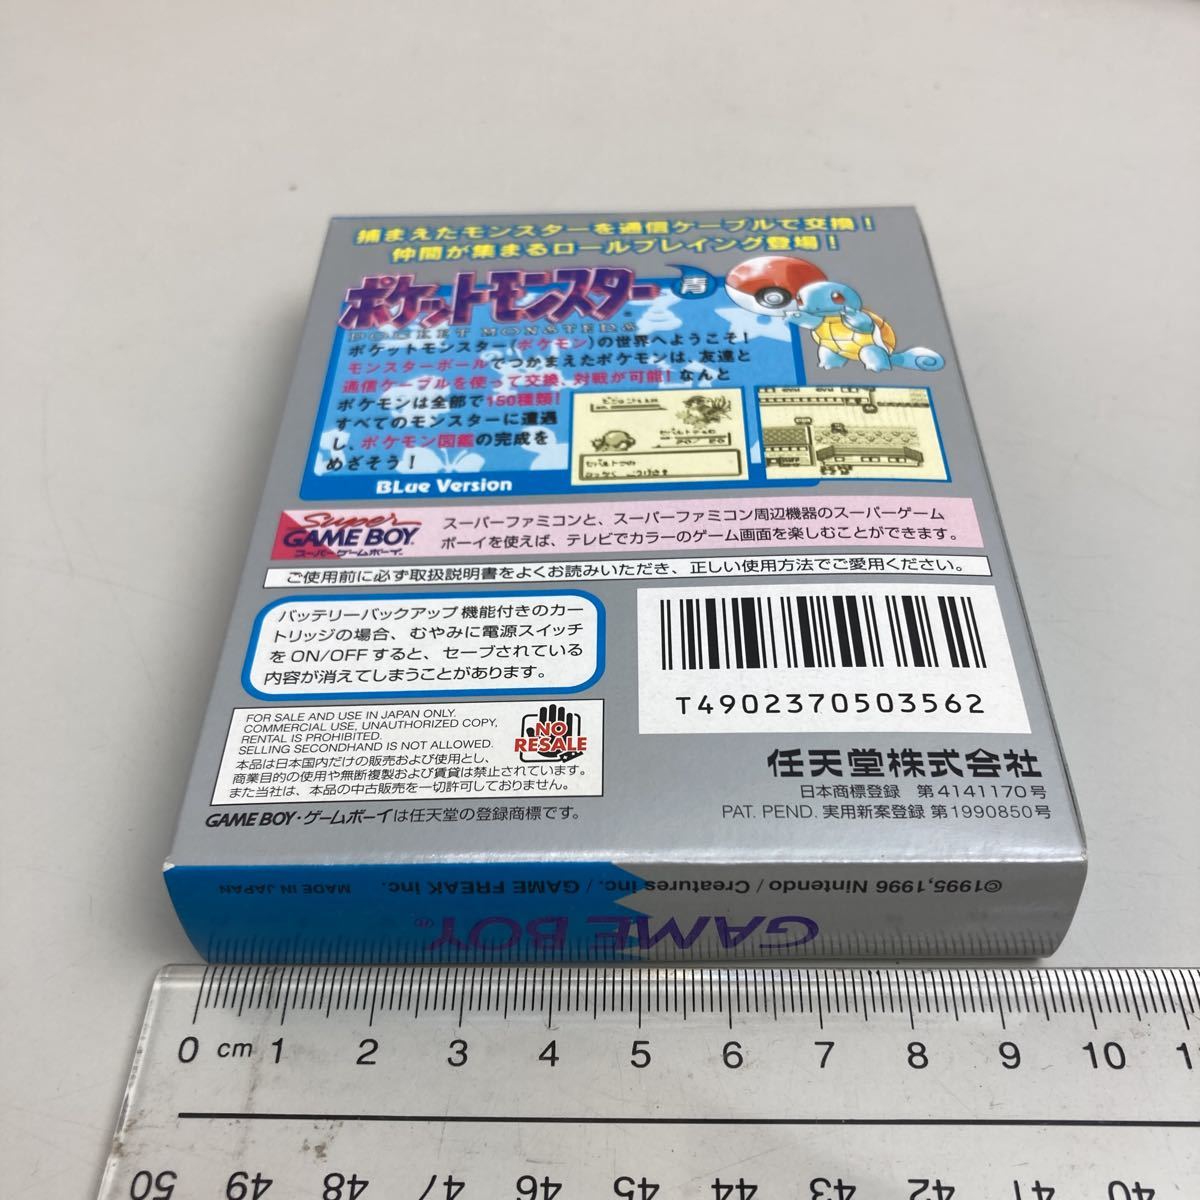 捕まえたモンスターを通信ケーブルで交換！
仲間が集まるロールプレイング登場！
ポケットモンスター 青
POCKET MONSTERS
ポケットモンスター（ポケモン）の世界へようこそ！
モンスターボールでつかまえたポケモンは、友達と
通信ケーブルを使って交換、対戦が可能！なんと
ポケモンは全部で150種類！
すべてのモンスターに遭遇
し、ポケモン図鑑の完成を
めざそう！
BLue Version
20/20
Super
GAME BOY
スーパーゲームボーイ
スーパーファミコンと、スーパーファミコン周辺機器のスーパーゲーム
ボーイを使えば、テレビでカラーのゲーム画面を楽しむことができます。
ご使用前に必ず取扱説明書をよくお読みいただき、正しい使用方法でご愛用ください。
バッテリーバックアップ機能付きのカー
トリッジの場合、むやみに電源スイッチ
をON/OFFすると、セーブされている
内容が消えてしまうことがあります。
T4902370503562
FOR SALE AND USE IN JAPAN ONLY.
COMMERCIAL USE, UNAUTHORIZED COPY,
RENTAL IS PROHIBITED.
SELLING SECONDHAND IS NOT ALLOWED.
本品は日本国内だけの販売および使用とし、
商業目的の使用や無断複製および賃貸は禁止されています。
また当社は、本品の中古販売を一切許可しておりません。
NO
RESALE
GAME BOY・ゲームボーイは任天堂の登録商標です。
任天堂株式会社
日本商標登録 第4141170号
PAT. PEND. 実用新案登録 第1990850号
©1995,1996 Nintendo / Creatures inc. / GAME FREAK inc. MADE IN JAPAN
GAME BOY®
0 cm 1 2 3 4 5 6 7 8 9 10 1
50 49 48 47 46 45 44 43 42 41 40